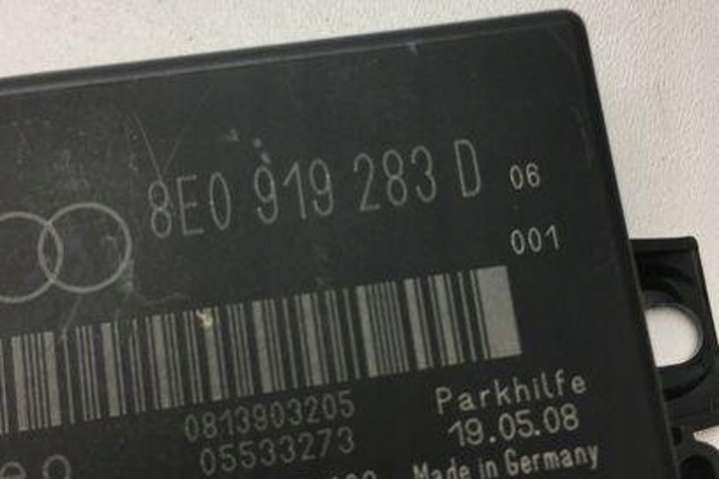 8E0 919 283 D 06
001
0813903205
05533273
Parkhilfe
19.05.08
Made in Germany